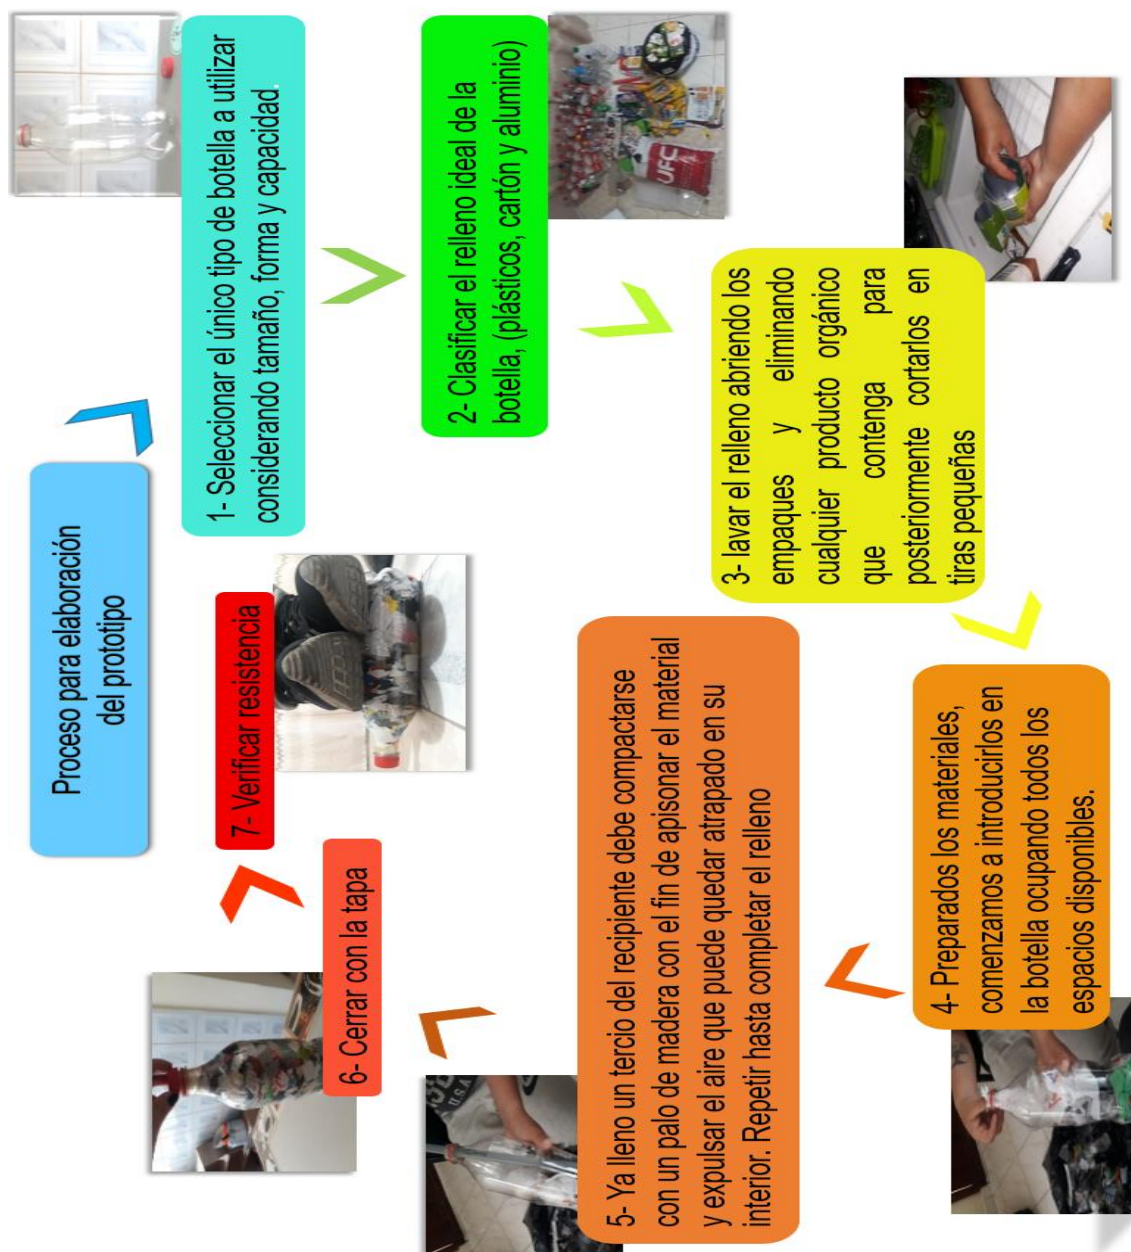 Proceso para elaboración
del prototipo
1- Seleccionar el único tipo de botella a utilizar
considerando tamaño, forma y capacidad.
2- Clasificar el relleno ideal de la
botella, (plásticos, cartón y aluminio)
UFC
3- lavar el relleno abriendo los
empaques y eliminando
cualquier producto orgánico
que contenga para
posteriormente cortarlos en
tiras pequeñas
4- Preparados los materiales,
comenzamos a introducirlos en
la botella ocupando todos los
espacios disponibles.
5- Ya lleno un tercio del recipiente debe compactarse
con un palo de madera con el fin de apisonar el material
y expulsar el aire que puede quedar atrapado en su
interior. Repetir hasta completar el relleno
U.S.A.
6- Cerrar con la tapa
7- Verificar resistencia